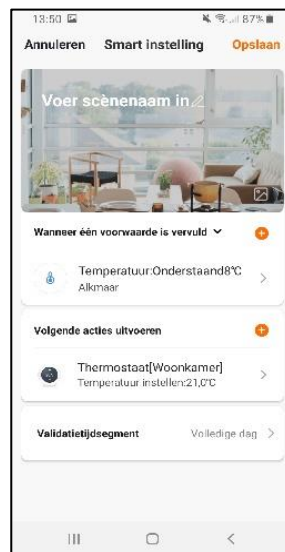 13:50 87%
Annuleren Smart instelling Opslaan
Voer scènenaam in
Wanneer één voorwaarde is vervuld
Temperatuur:Onderstaand8°C
Alkmaar
Volgende acties uitvoeren
Thermostaat[Woonkamer]
Temperatuur instellen:21,0°C
Validatietijdsegment Volledige dag